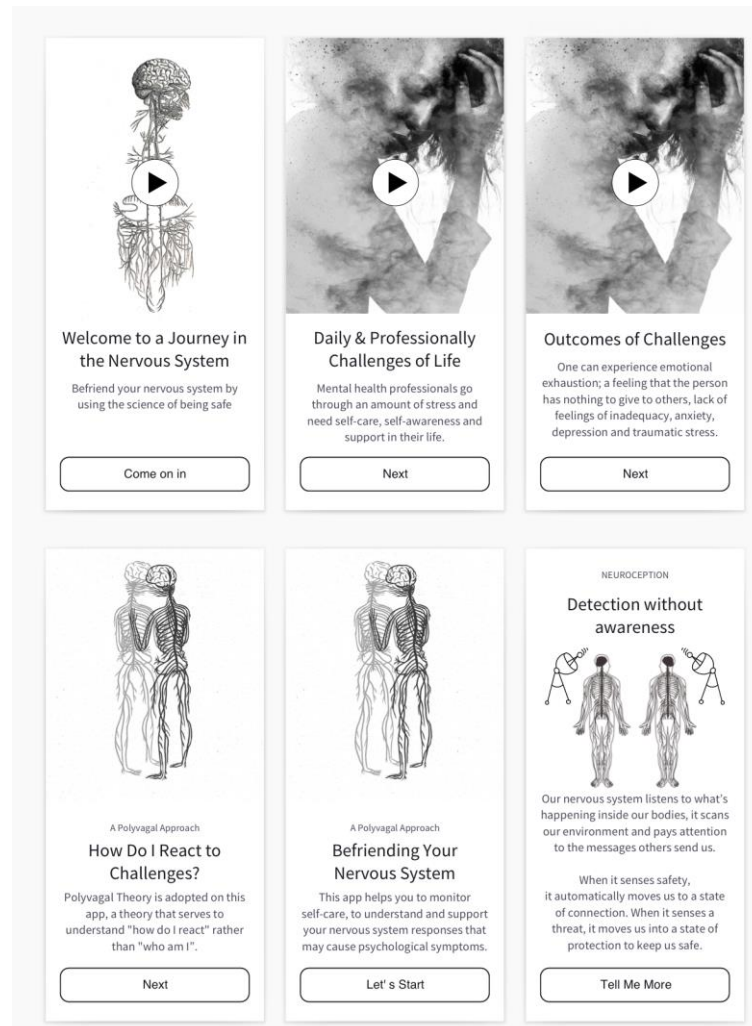 Welcome to a Journey in
the Nervous System
Befriend your nervous system by
using the science of being safe
Come on in
Daily & Professionally
Challenges of Life
Mental health professionals go
through an amount of stress and
need self-care, self-awareness and
support in their life.
Next
Outcomes of Challenges
One can experience emotional
exhaustion; a feeling that the person
has nothing to give to others, lack of
feelings of inadequacy, anxiety,
depression and traumatic stress.
Next
A Polyvagal Approach
How Do I React to
Challenges?
Polyvagal Theory is adopted on this
app, a theory that serves to
understand "how do I react" rather
than "who am I".
Next
A Polyvagal Approach
Befriending Your
Nervous System
This app helps you to monitor
self-care, to understand and support
your nervous system responses that
may cause psychological symptoms.
Let' s Start
NEUROCEPTION
Detection without
awareness
Our nervous system listens to what's
happening inside our bodies, it scans
our environment and pays attention
to the messages others send us.
When it senses safety,
it automatically moves us to a state
of connection. When it senses a
threat, it moves us into a state of
protection to keep us safe.
Tell Me More